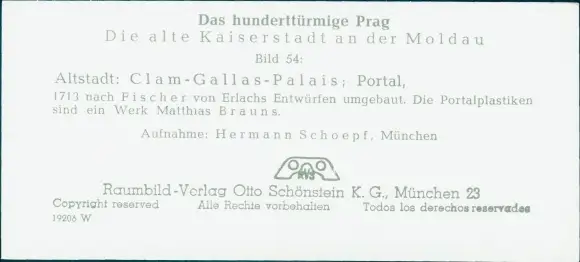 Das hunderttürmige Prag
Die alte Kaiserstadt an der Moldau
Bild 54:
Altstadt: Clam-Gallas-Palais; Portal,
1713 nach Fischer von Erlachs Entwürfen umgebaut. Die Portalplastiken
sind ein Werk Matthias Brauns.
Aufnahme: Hermann Schoepf, München
RVS
Raumbild-Verlag Otto Schönstein K. G., München 23
Copyright reserved Alle Rechte vorbehalten Todos los derechos reservados
19208 W